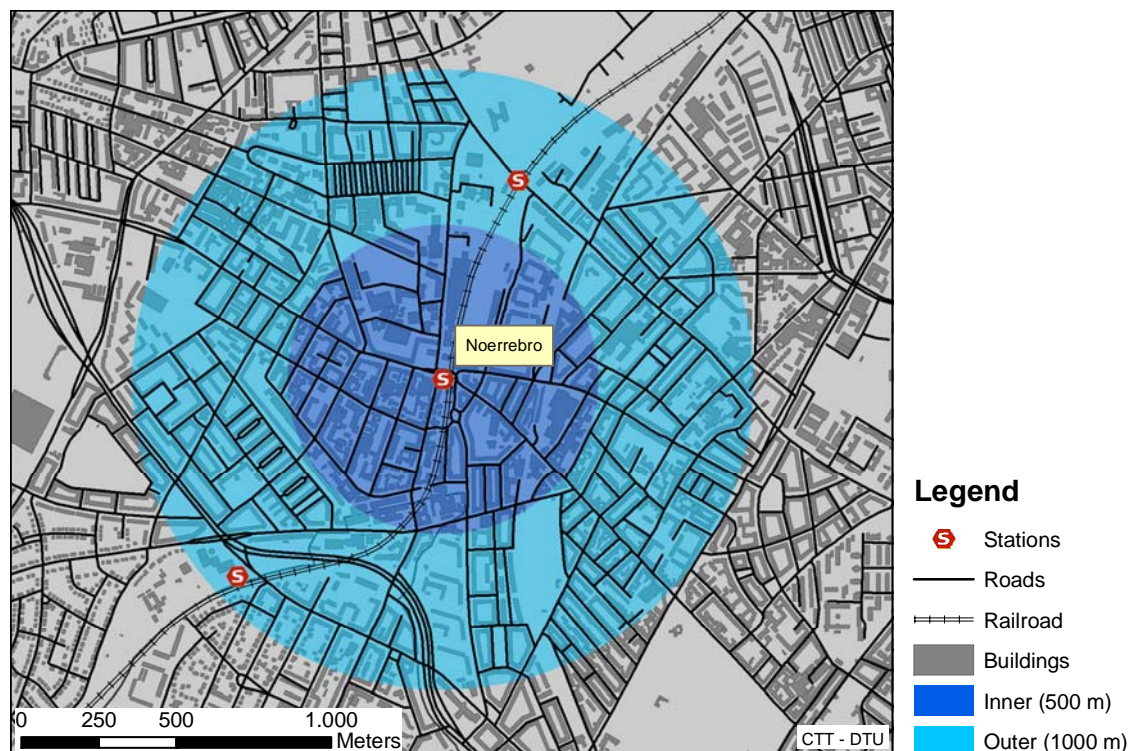 Noerrebro
0 250 500 1.000
Meters
CTT - DTU
Legend
S Stations
Roads
Railroad
Buildings
Inner (500 m)
Outer (1000 m)
S
S
S